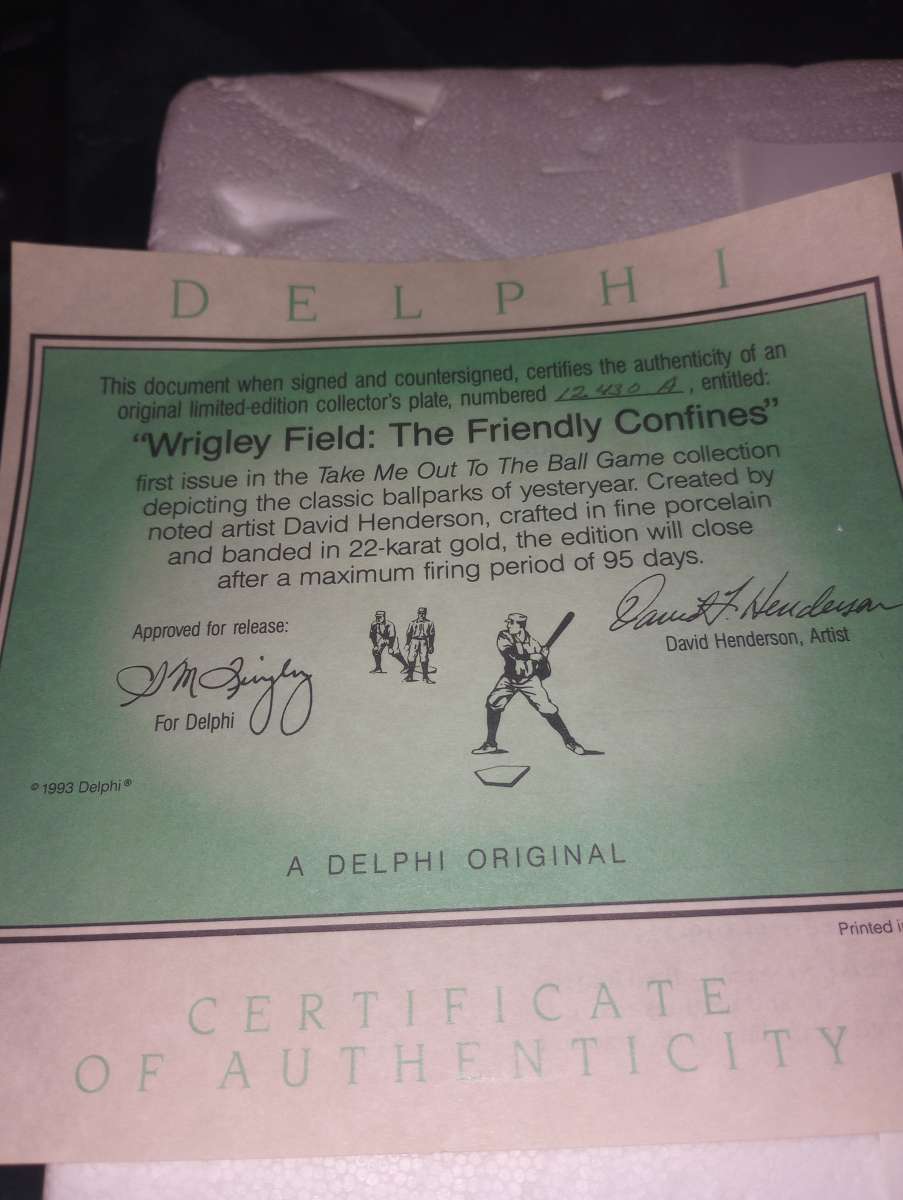 DELPHI
This document when signed and countersigned, certifies the authenticity of an
original limited-edition collector's plate, numbered 12,430 A, entitled:
"Wrigley Field: The Friendly Confines"
first issue in the Take Me Out To The Ball Game collection
depicting the classic ballparks of yesteryear. Created by
noted artist David Henderson, crafted in fine porcelain
and banded in 22-karat gold, the edition will close
after a maximum firing period of 95 days.
Approved for release:
For Delphi
David F. Henderson
David Henderson, Artist
© 1993 Delphi®
A DELPHI ORIGINAL
Printed
CERTIFICATE
OF AUTHENTICITY